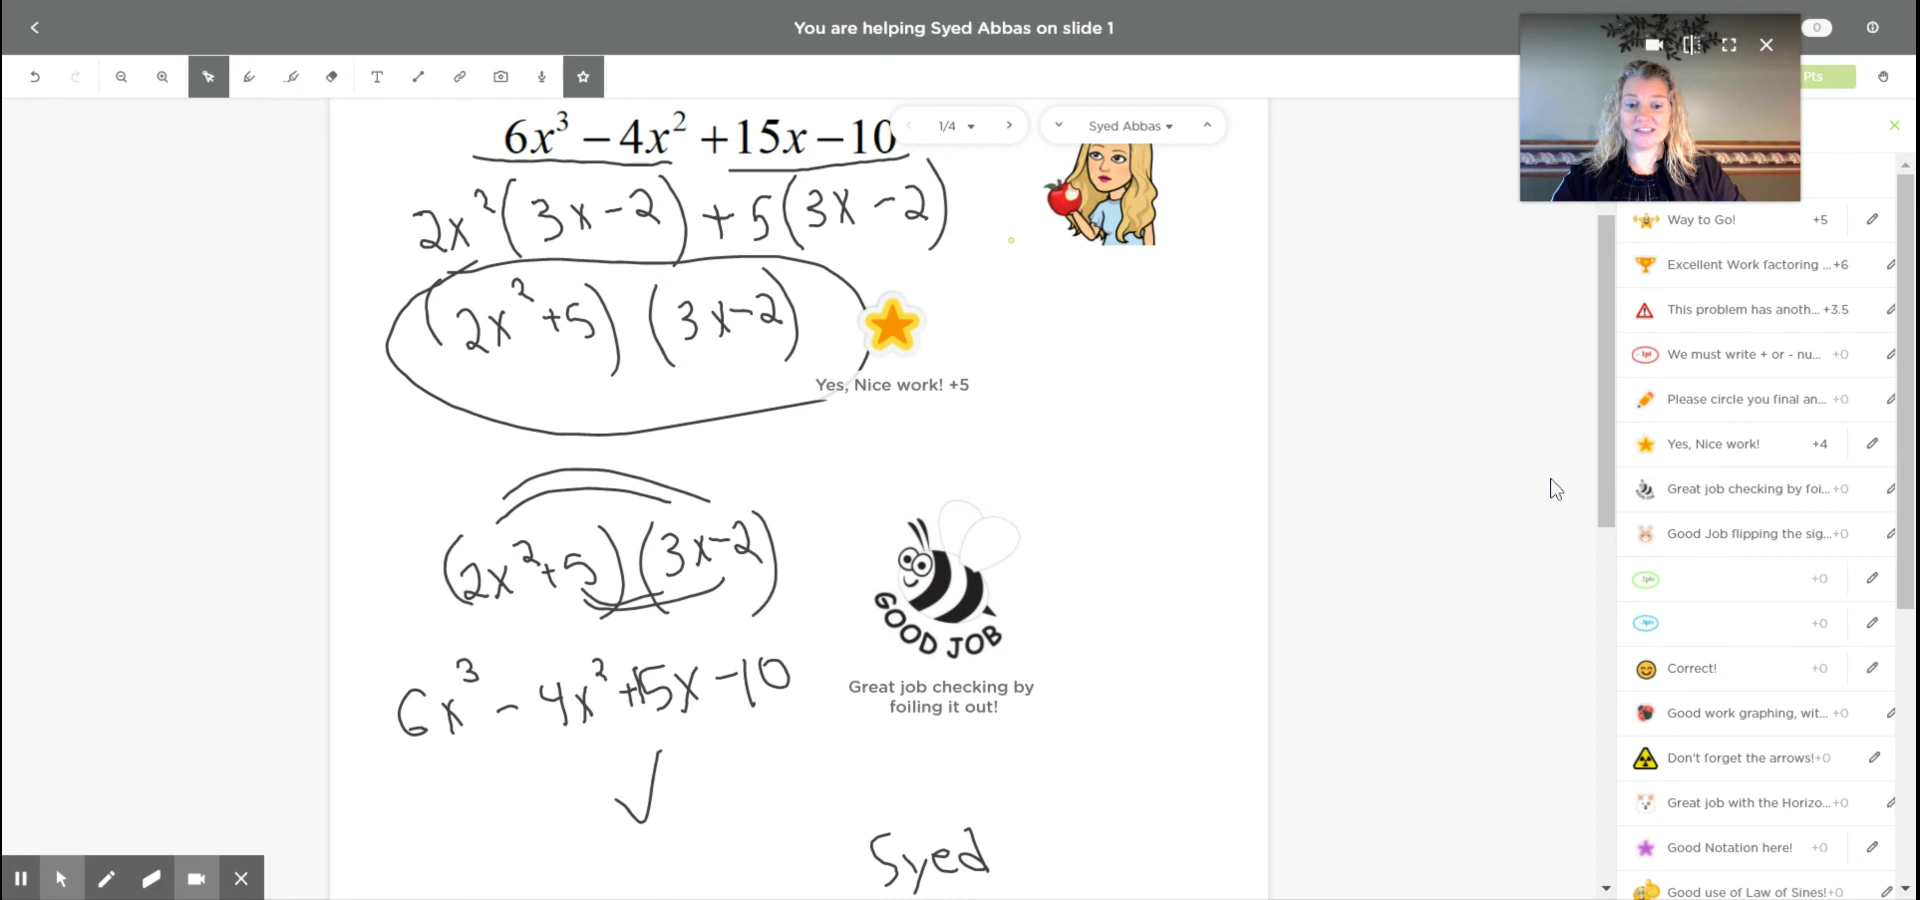 You are helping Syed Abbas on slide 1
0
T
Pts
6x³ − 4x² + 15x − 10
1/4
Syed Abbas
2x²(3x−2) + 5(3x−2)
(2x²+5)(3x−2)
Yes, Nice work! +5
(2x²+5)(3x−2)
GOOD JOB
Great job checking by
foiling it out!
6x³ − 4x² +15x −10
Syed
Way to Go! +5
Excellent Work factoring ... +6
This problem has anoth... +3.5
We must write + or - nu... +0
Please circle you final an... +0
Yes, Nice work! +4
Great job checking by foi... +0
Good Job flipping the sig... +0
+0
+0
Correct! +0
Good work graphing, wit... +0
Don't forget the arrows! +0
Great job with the Horizo... +0
Good Notation here! +0
Good use of Law of Sines! +0